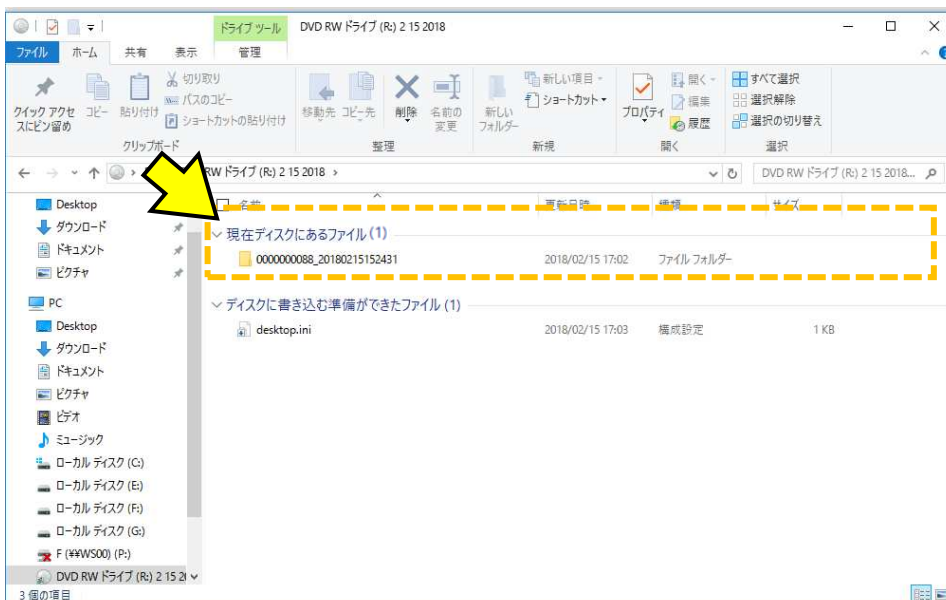 ドライブ ツール
DVD RW ドライブ (R:) 2 15 2018
ファイル
ホーム
共有
表示
管理
クイック アクセ
スにピン留め
コピー
貼り付け
切り取り
パスのコピー
ショートカットの貼り付け
クリップボード
移動先
コピー先
削除
名前の
変更
整理
新しい
フォルダー
新しい項目
ショートカット
新規
プロパティ
開く
編集
履歴
開く
すべて選択
選択解除
選択の切り替え
選択
RW ドライブ (R:) 2 15 2018
DVD RW ドライブ (R:) 2 15 2018...
名前
更新日時
種類
サイズ
現在ディスクにあるファイル (1)
0000000088_20180215152431
2018/02/15 17:02
ファイル フォルダー
ディスクに書き込む準備ができたファイル (1)
desktop.ini
2018/02/15 17:03
構成設定
1 KB
Desktop
ダウンロード
ドキュメント
ピクチャ
PC
Desktop
ダウンロード
ドキュメント
ピクチャ
ビデオ
ミュージック
ローカル ディスク (C:)
ローカル ディスク (E:)
ローカル ディスク (F:)
ローカル ディスク (G:)
F (¥¥WS00) (P:)
DVD RW ドライブ (R:) 2 15 2
3 個の項目